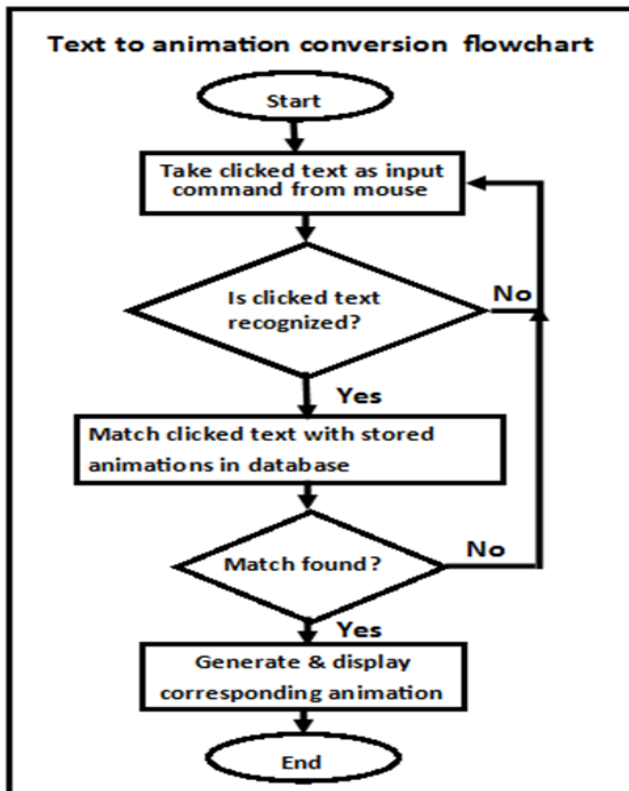 Text to animation conversion flowchart
Start
Take clicked text as input
command from mouse
Is clicked text
recognized?
No
Yes
Match clicked text with stored
animations in database
Match found?
No
Yes
Generate & display
corresponding animation
End